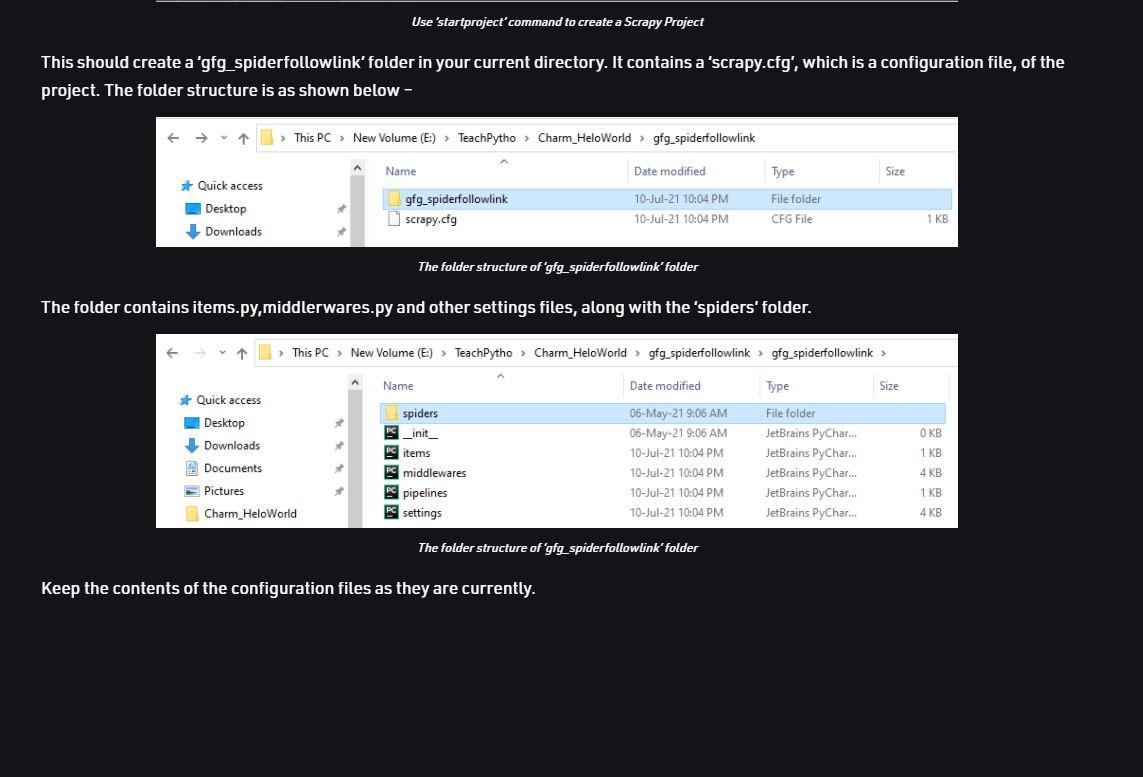 Use ‘startproject’ command to create a Scrapy Project
This should create a ‘gfg_spiderfollowlink’ folder in your current directory. It contains a ‘scrapy.cfg’, which is a configuration file, of the
project. The folder structure is as shown below –
This PC > New Volume (E:) > TeachPytho > Charm_HeloWorld > gfg_spiderfollowlink
Name Date modified Type Size
Quick access
gfg_spiderfollowlink 10-Jul-21 10:04 PM File folder
Desktop
scrapy.cfg 10-Jul-21 10:04 PM CFG File 1 KB
Downloads
The folder structure of ‘gfg_spiderfollowlink’ folder
The folder contains items.py,middlerwares.py and other settings files, along with the ‘spiders’ folder.
This PC > New Volume (E:) > TeachPytho > Charm_HeloWorld > gfg_spiderfollowlink > gfg_spiderfollowlink >
Name Date modified Type Size
Quick access
spiders 06-May-21 9:06 AM File folder
Desktop
__init__ 06-May-21 9:06 AM JetBrains PyChar... 0 KB
Downloads
items 10-Jul-21 10:04 PM JetBrains PyChar... 1 KB
Documents
middlewares 10-Jul-21 10:04 PM JetBrains PyChar... 4 KB
Pictures
pipelines 10-Jul-21 10:04 PM JetBrains PyChar... 1 KB
Charm_HeloWorld
settings 10-Jul-21 10:04 PM JetBrains PyChar... 4 KB
The folder structure of ‘gfg_spiderfollowlink’ folder
Keep the contents of the configuration files as they are currently.